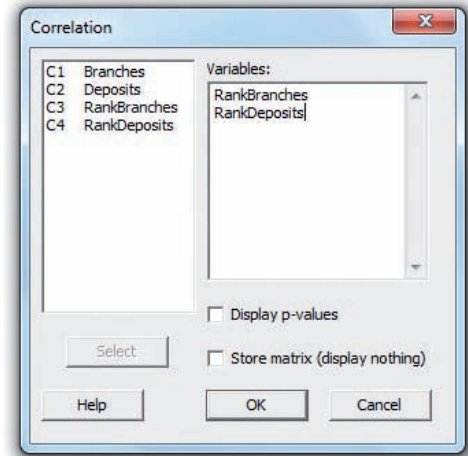 Correlation
C1 Branches
C2 Deposits
C3 RankBranches
C4 RankDeposits
Variables:
RankBranches
RankDeposits
Display p-values
Store matrix (display nothing)
Select
Help
OK
Cancel